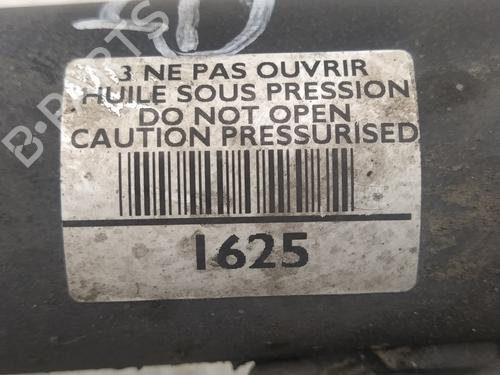 3 NE PAS OUVRIR
HUILE SOUS PRESSION
DO NOT OPEN
CAUTION PRESSURISED
1625